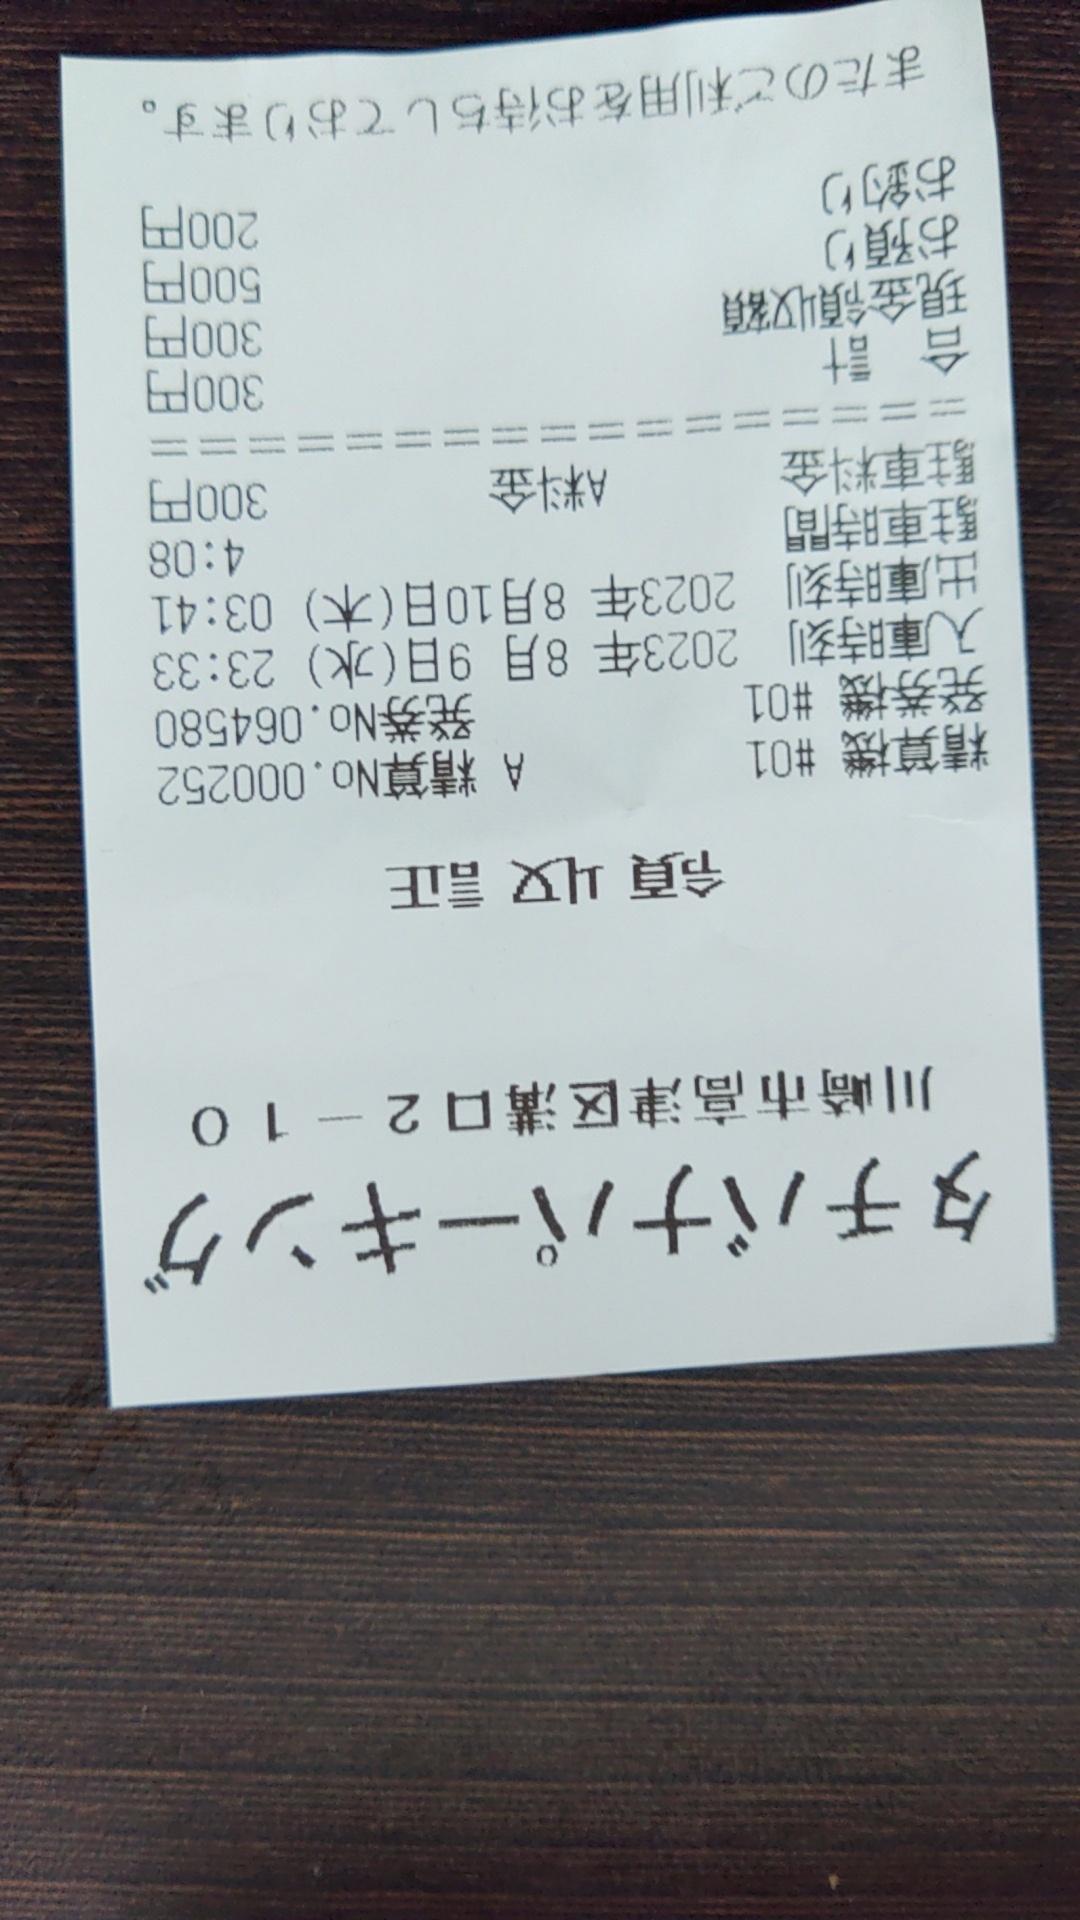 タチバナパーキング
川崎市高津区溝口2-10
領収証
精算機 #01 A 精算No.000252
発券機 #01 発券No.064580
入庫時刻 2023年 8月 9日(水) 23:33
出庫時刻 2023年 8月10日(木) 03:41
駐車時間 4:08
駐車料金 A料金 300円
==================
合 計 300円
現金領収額 300円
お預り 500円
お釣り 200円
またのご利用をお待ちしております。